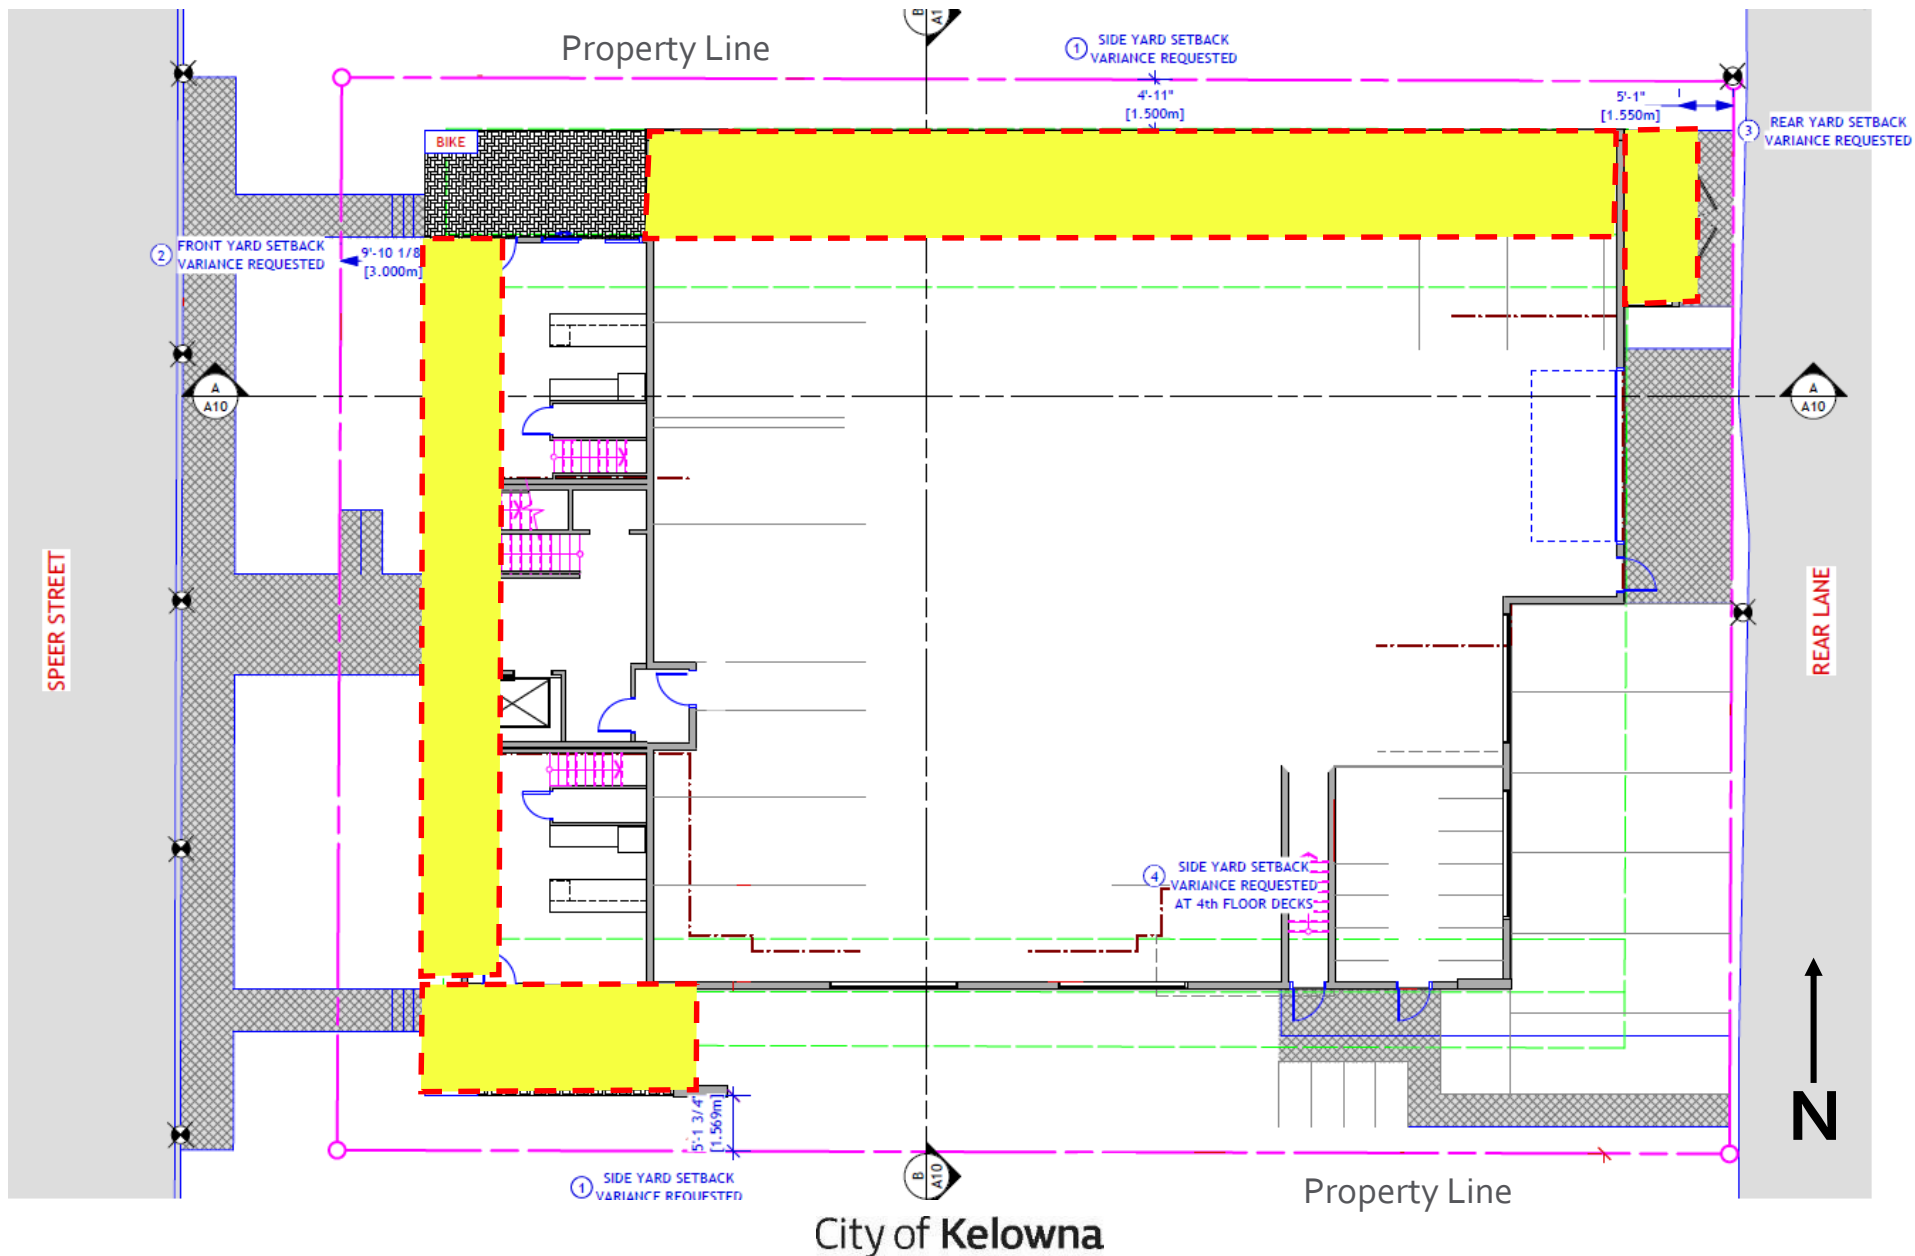 B
A1
Property Line
1
SIDE YARD SETBACK
VARIANCE REQUESTED
4'-11"
[1.500m]
5'-1"
[1.550m]
3
REAR YARD SETBACK
VARIANCE REQUESTED
BIKE
2
FRONT YARD SETBACK
VARIANCE REQUESTED
9'-10 1/8
[3.000m]
A
A10
A
A10
SPEER STREET
REAR LANE
4
SIDE YARD SETBACK
VARIANCE REQUESTED
AT 4th FLOOR DECKS
5'-1 3/4"
[1.569m]
N
1
SIDE YARD SETBACK
VARIANCE REQUESTED
B
A10
Property Line
City of Kelowna